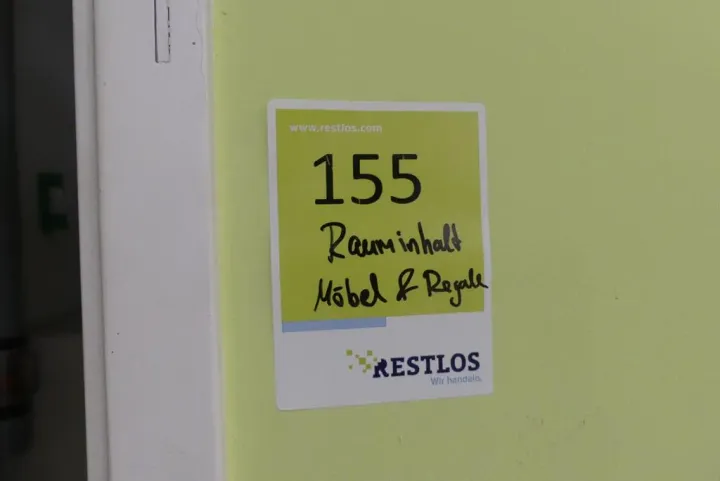 www.restlos.com
155
Rauminhalt
Möbel & Regale
RESTLOS
Wir handeln.